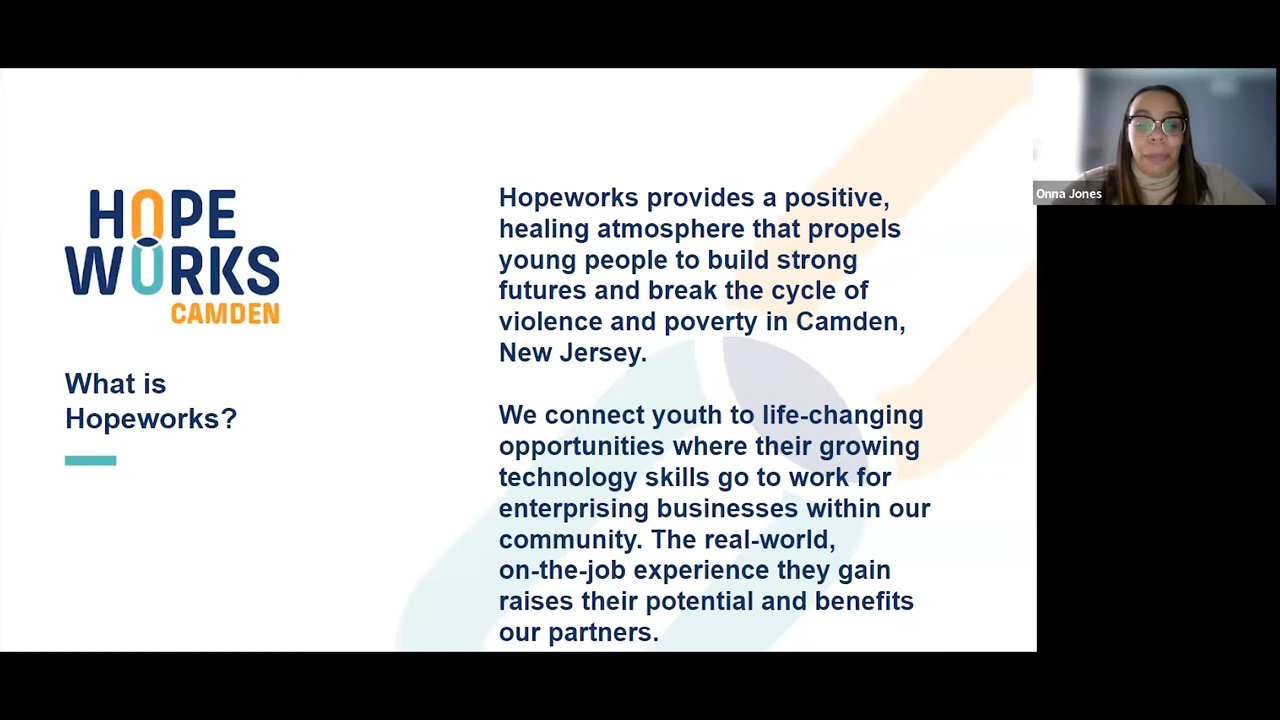 HOPE
WORKS
CAMDEN
What is
Hopeworks?
Hopeworks provides a positive,
healing atmosphere that propels
young people to build strong
futures and break the cycle of
violence and poverty in Camden,
New Jersey.
We connect youth to life-changing
opportunities where their growing
technology skills go to work for
enterprising businesses within our
community. The real-world,
on-the-job experience they gain
raises their potential and benefits
our partners.
Onna Jones